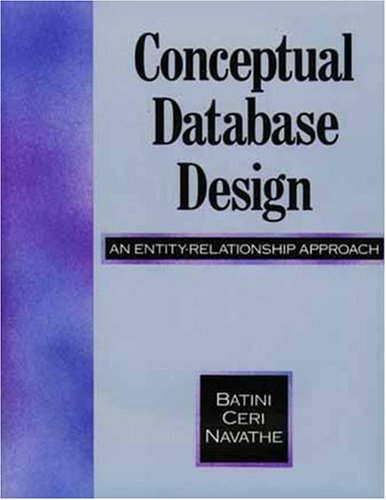 Conceptual
Database
Design
AN ENTITY-RELATIONSHIP APPROACH
BATINI
CERI
NAVATHE